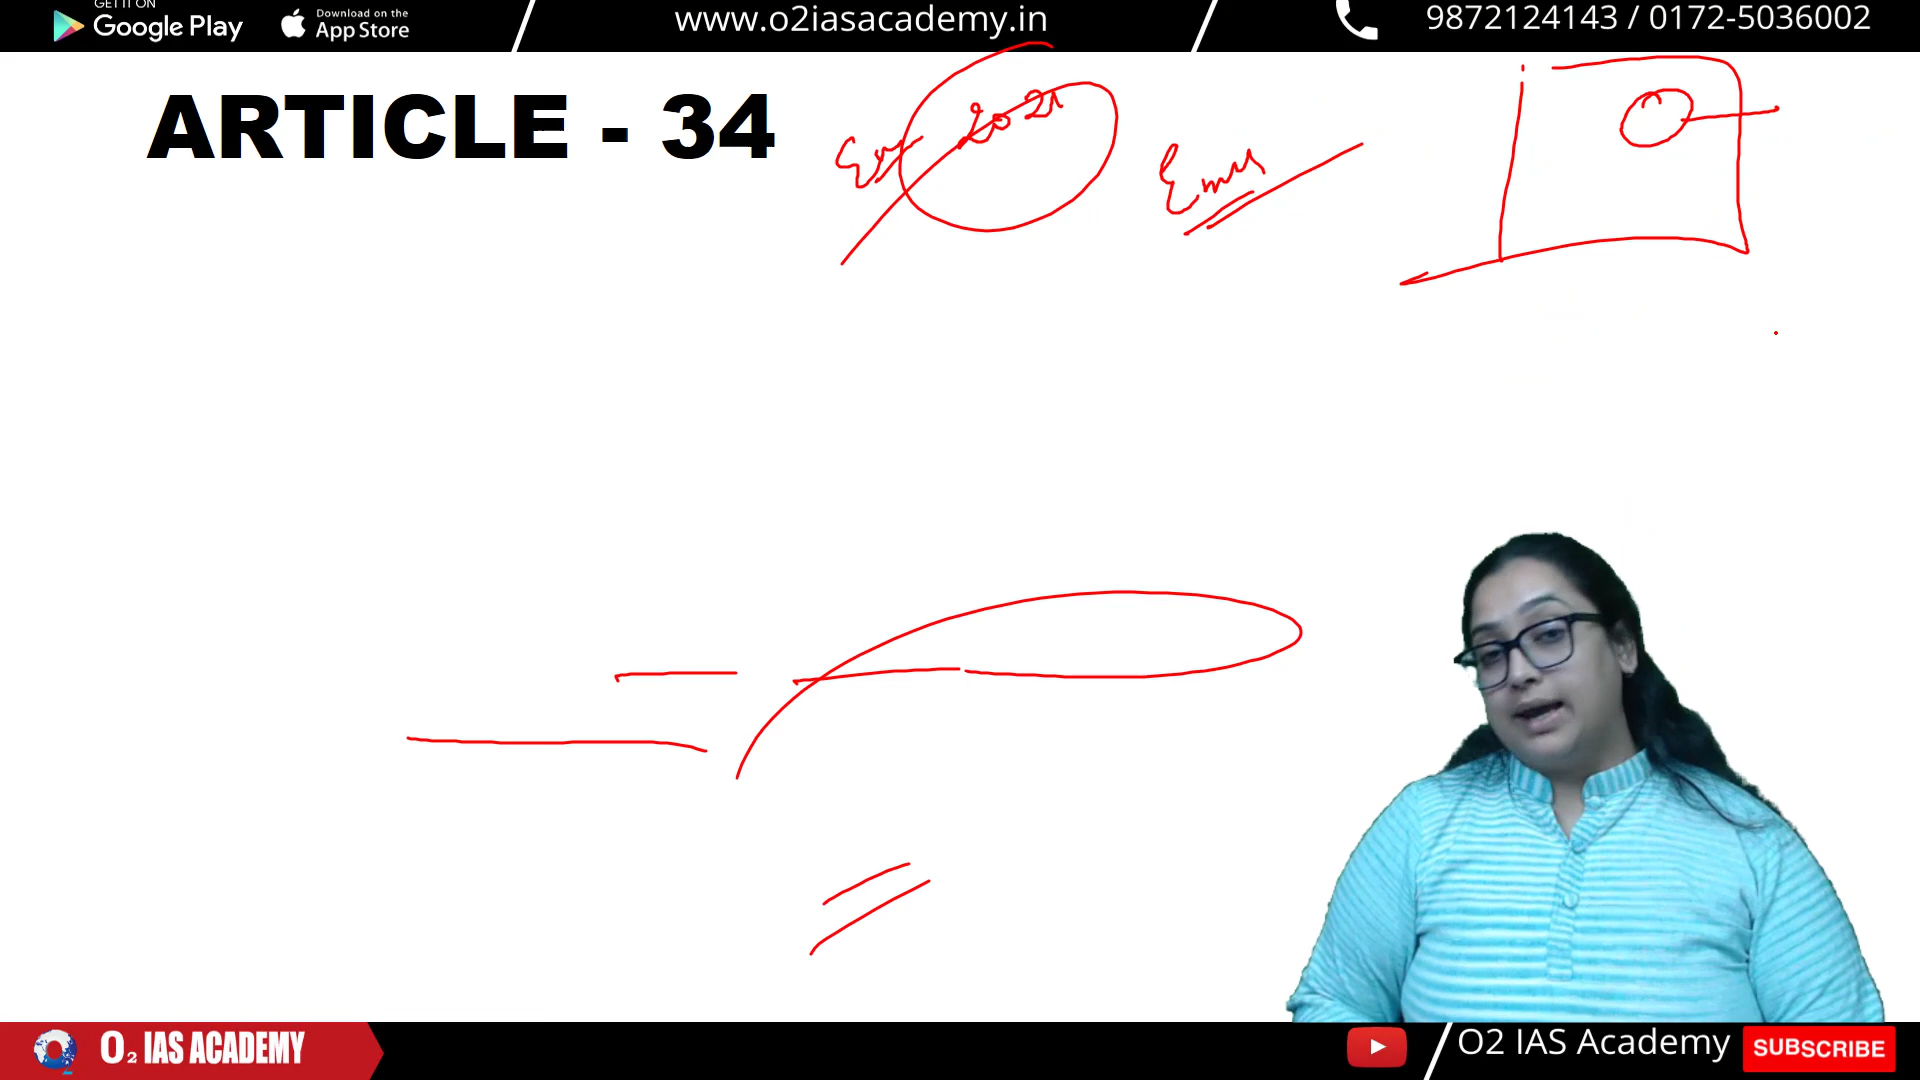 GET IT ON
Google Play
Download on the
App Store
www.o2iasacademy.in
9872124143 / 0172-5036002
ARTICLE - 34
2021
O2 IAS ACADEMY
O2 IAS Academy
SUBSCRIBE